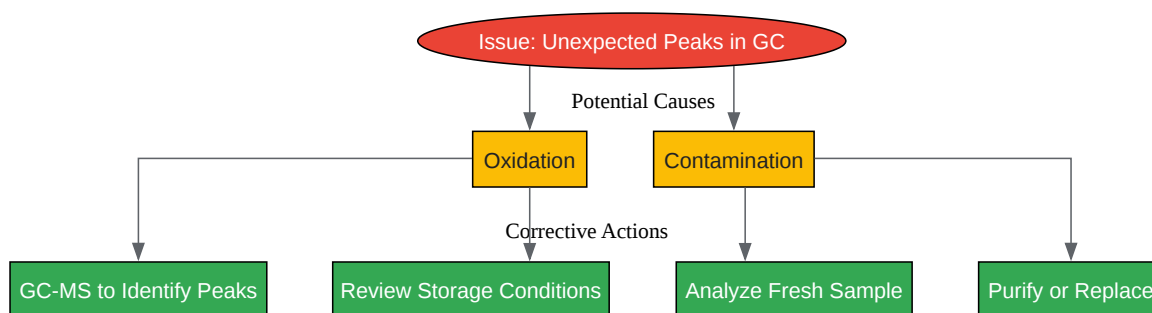 Issue: Unexpected Peaks in GC
Potential Causes
Oxidation
Contamination
Corrective Actions
GC-MS to Identify Peaks
Review Storage Conditions
Analyze Fresh Sample
Purify or Replace